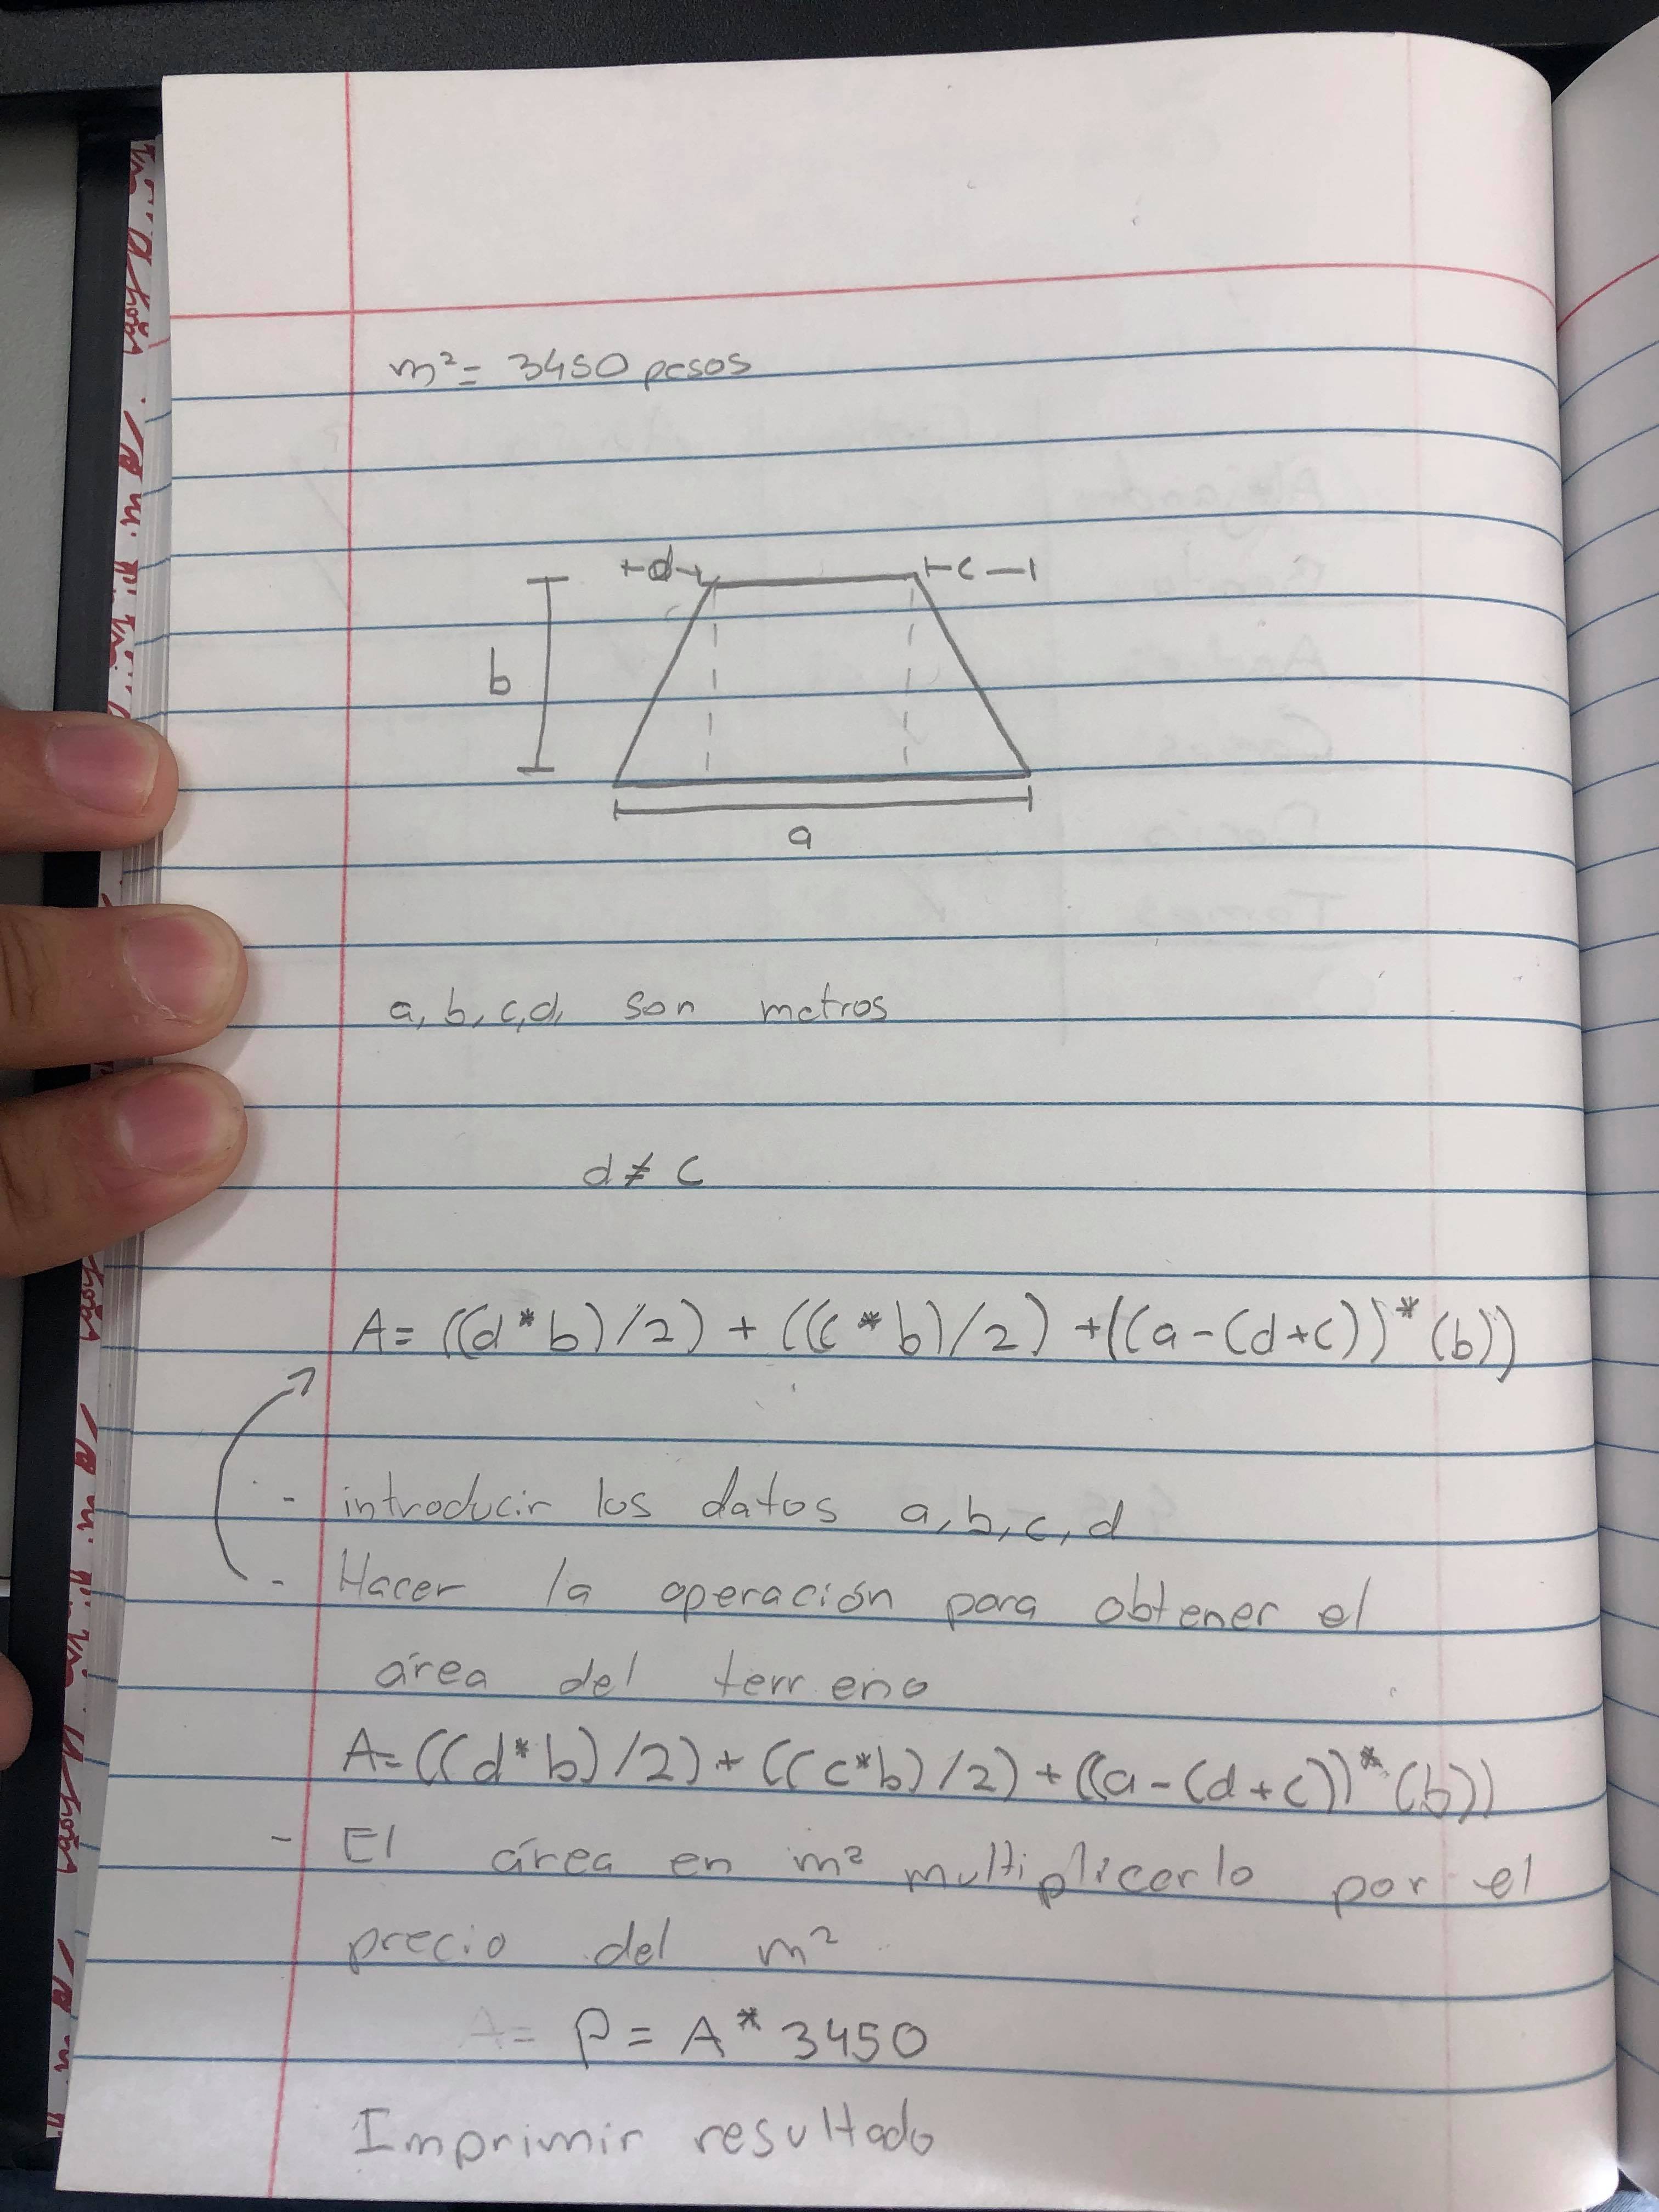 m² = 3450 pesos
d c
b
a
a, b, c, d, son metros
d ≠ c
A= ((d*b)/2) + ((c*b)/2) + ((a-(d+c))*(b))
- introducir los datos a, b, c, d
- Hacer la operación para obtener el
área del terreno
A= ((d*b)/2) + ((c*b)/2) + ((a-(d+c))*(b))
- El área en m² multiplicarlo por el
precio del m²
A= P = A * 3450
Imprimir resultado